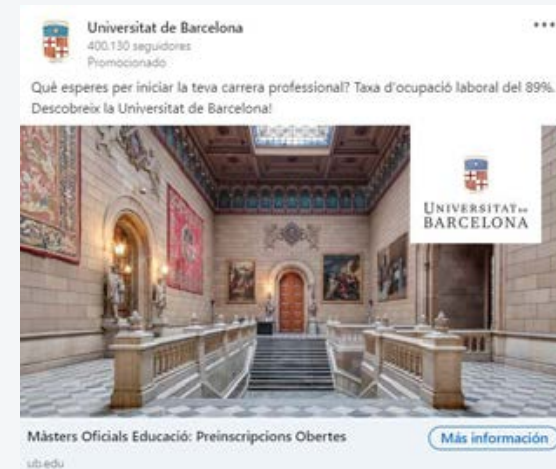 Universitat de Barcelona
400.130 seguidores
Promocionado
Què esperes per iniciar la teva carrera professional? Taxa d'ocupació laboral del 89%.
Descobreix la Universitat de Barcelona!
UNIVERSITAT DE
BARCELONA
Màsters Oficials Educació: Preinscripcions Obertes
Más información
ub.edu